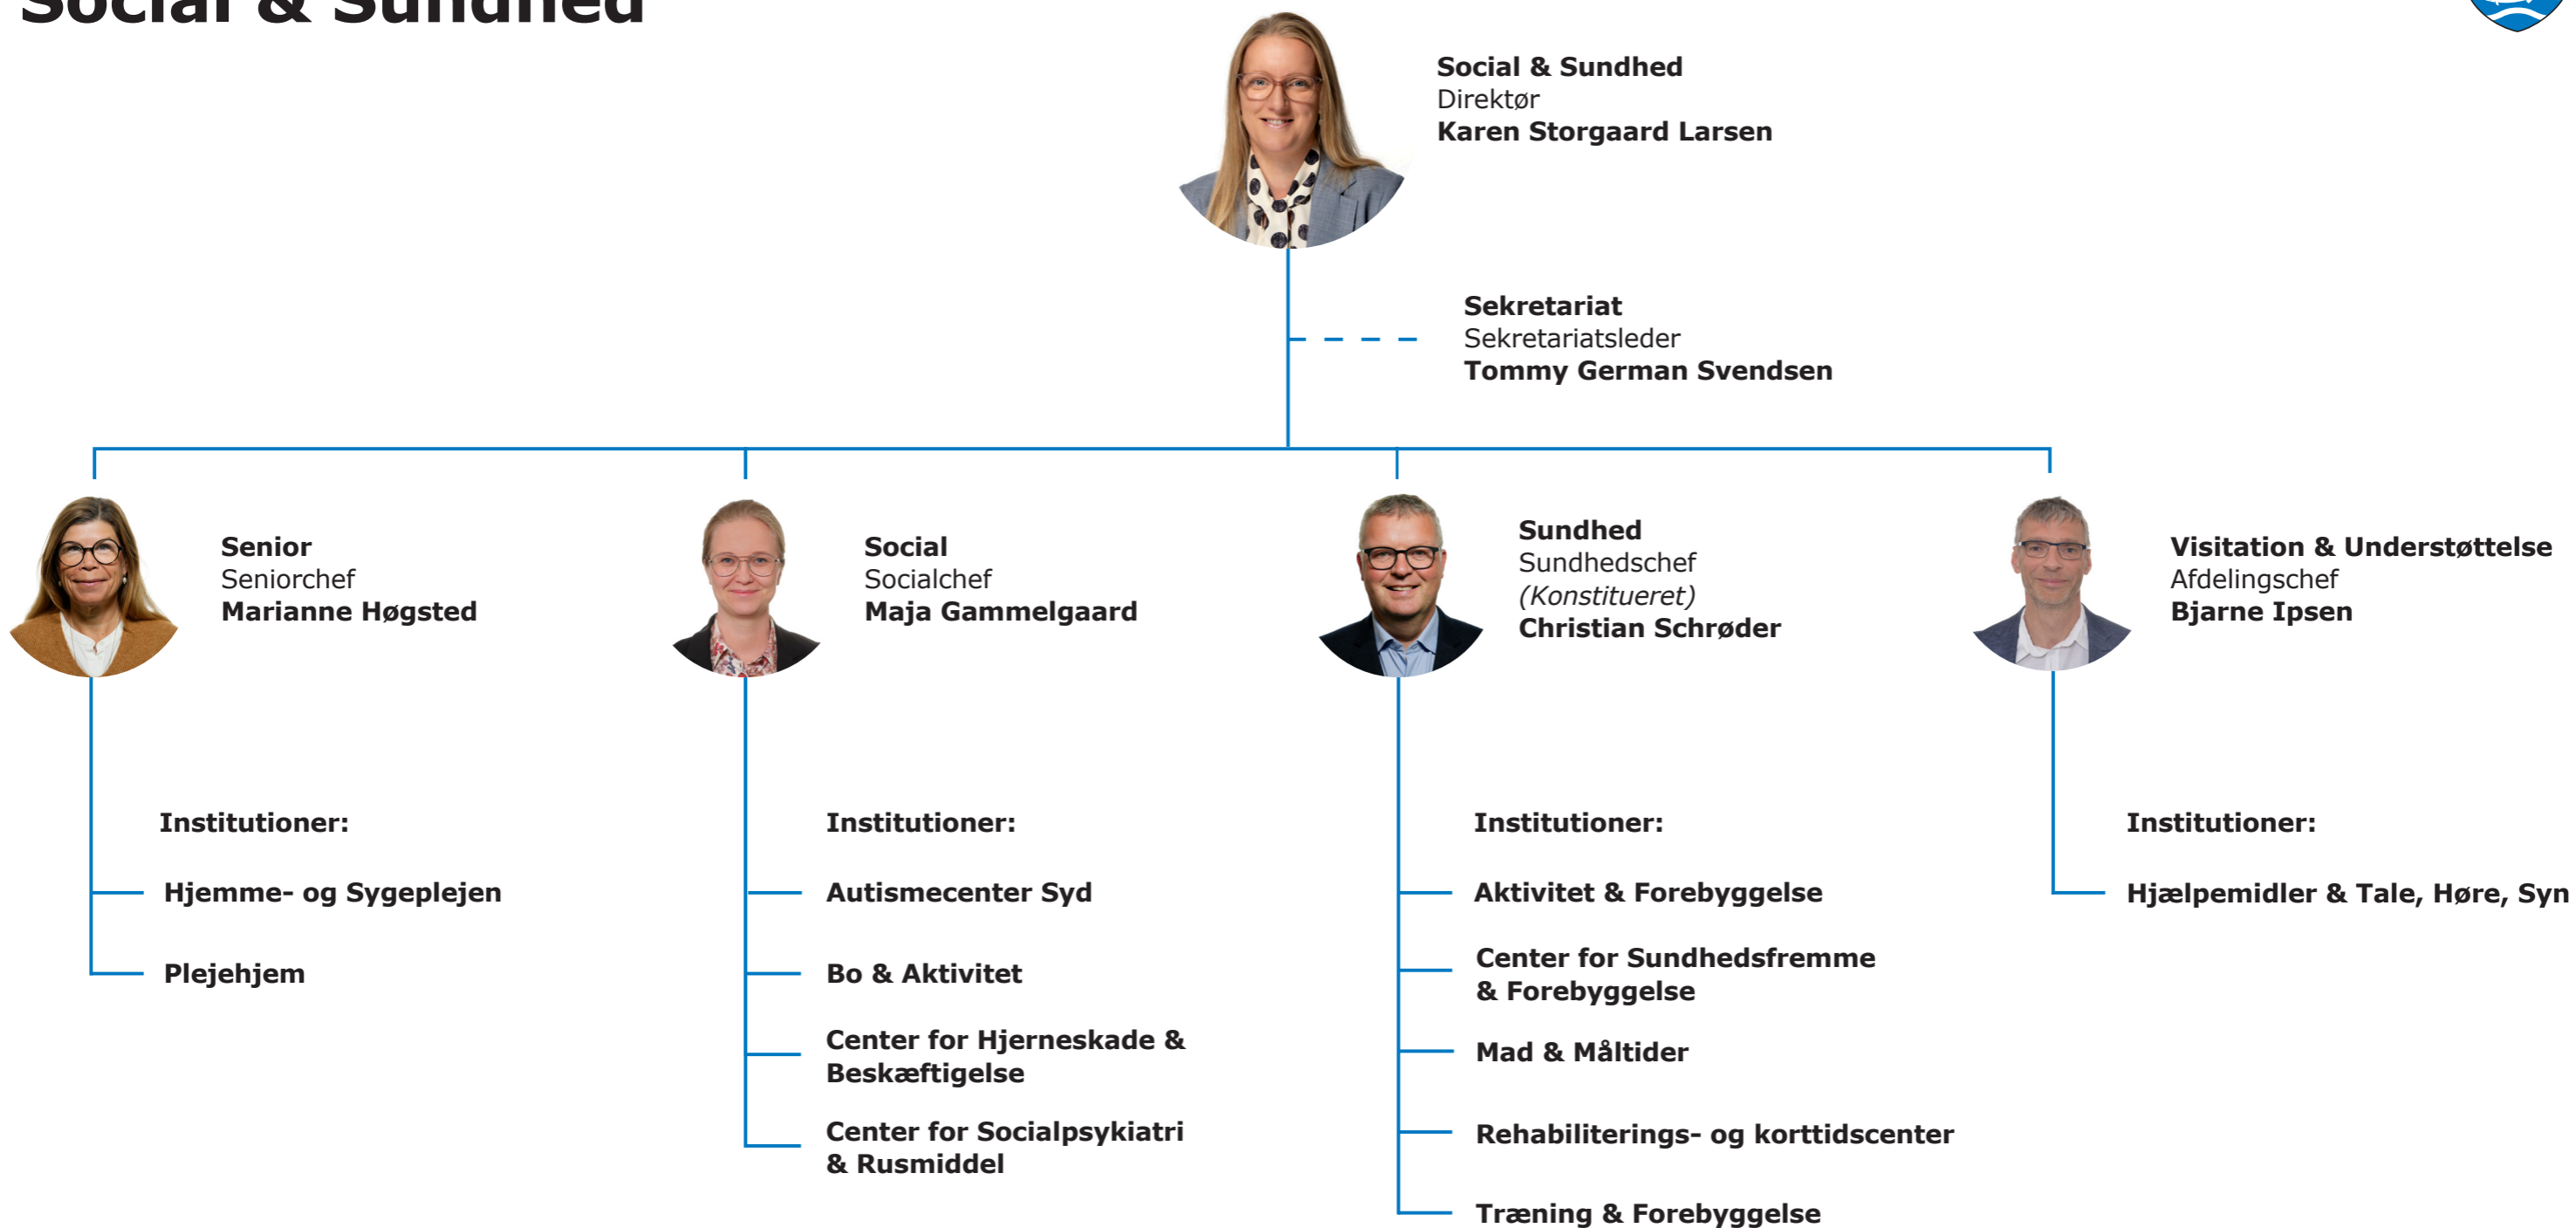 Social & Sundhed
Social & Sundhed
Direktør
Karen Storgaard Larsen
Sekretariat
Sekretariatsleder
Tommy German Svendsen
Senior
Seniorchef
Marianne Høgsted
Social
Socialchef
Maja Gammelgaard
Sundhed
Sundhedschef
(Konstitueret)
Christian Schrøder
Visitation & Understøttelse
Afdelingschef
Bjarne Ipsen
Institutioner:
Hjemme- og Sygeplejen
Plejehjem
Institutioner:
Autismecenter Syd
Bo & Aktivitet
Center for Hjerneskade &
Beskæftigelse
Center for Socialpsykiatri
& Rusmiddel
Institutioner:
Aktivitet & Forebyggelse
Center for Sundhedsfremme
& Forebyggelse
Mad & Måltider
Rehabiliterings- og korttidscenter
Træning & Forebyggelse
Institutioner:
Hjælpemidler & Tale, Høre, Syn